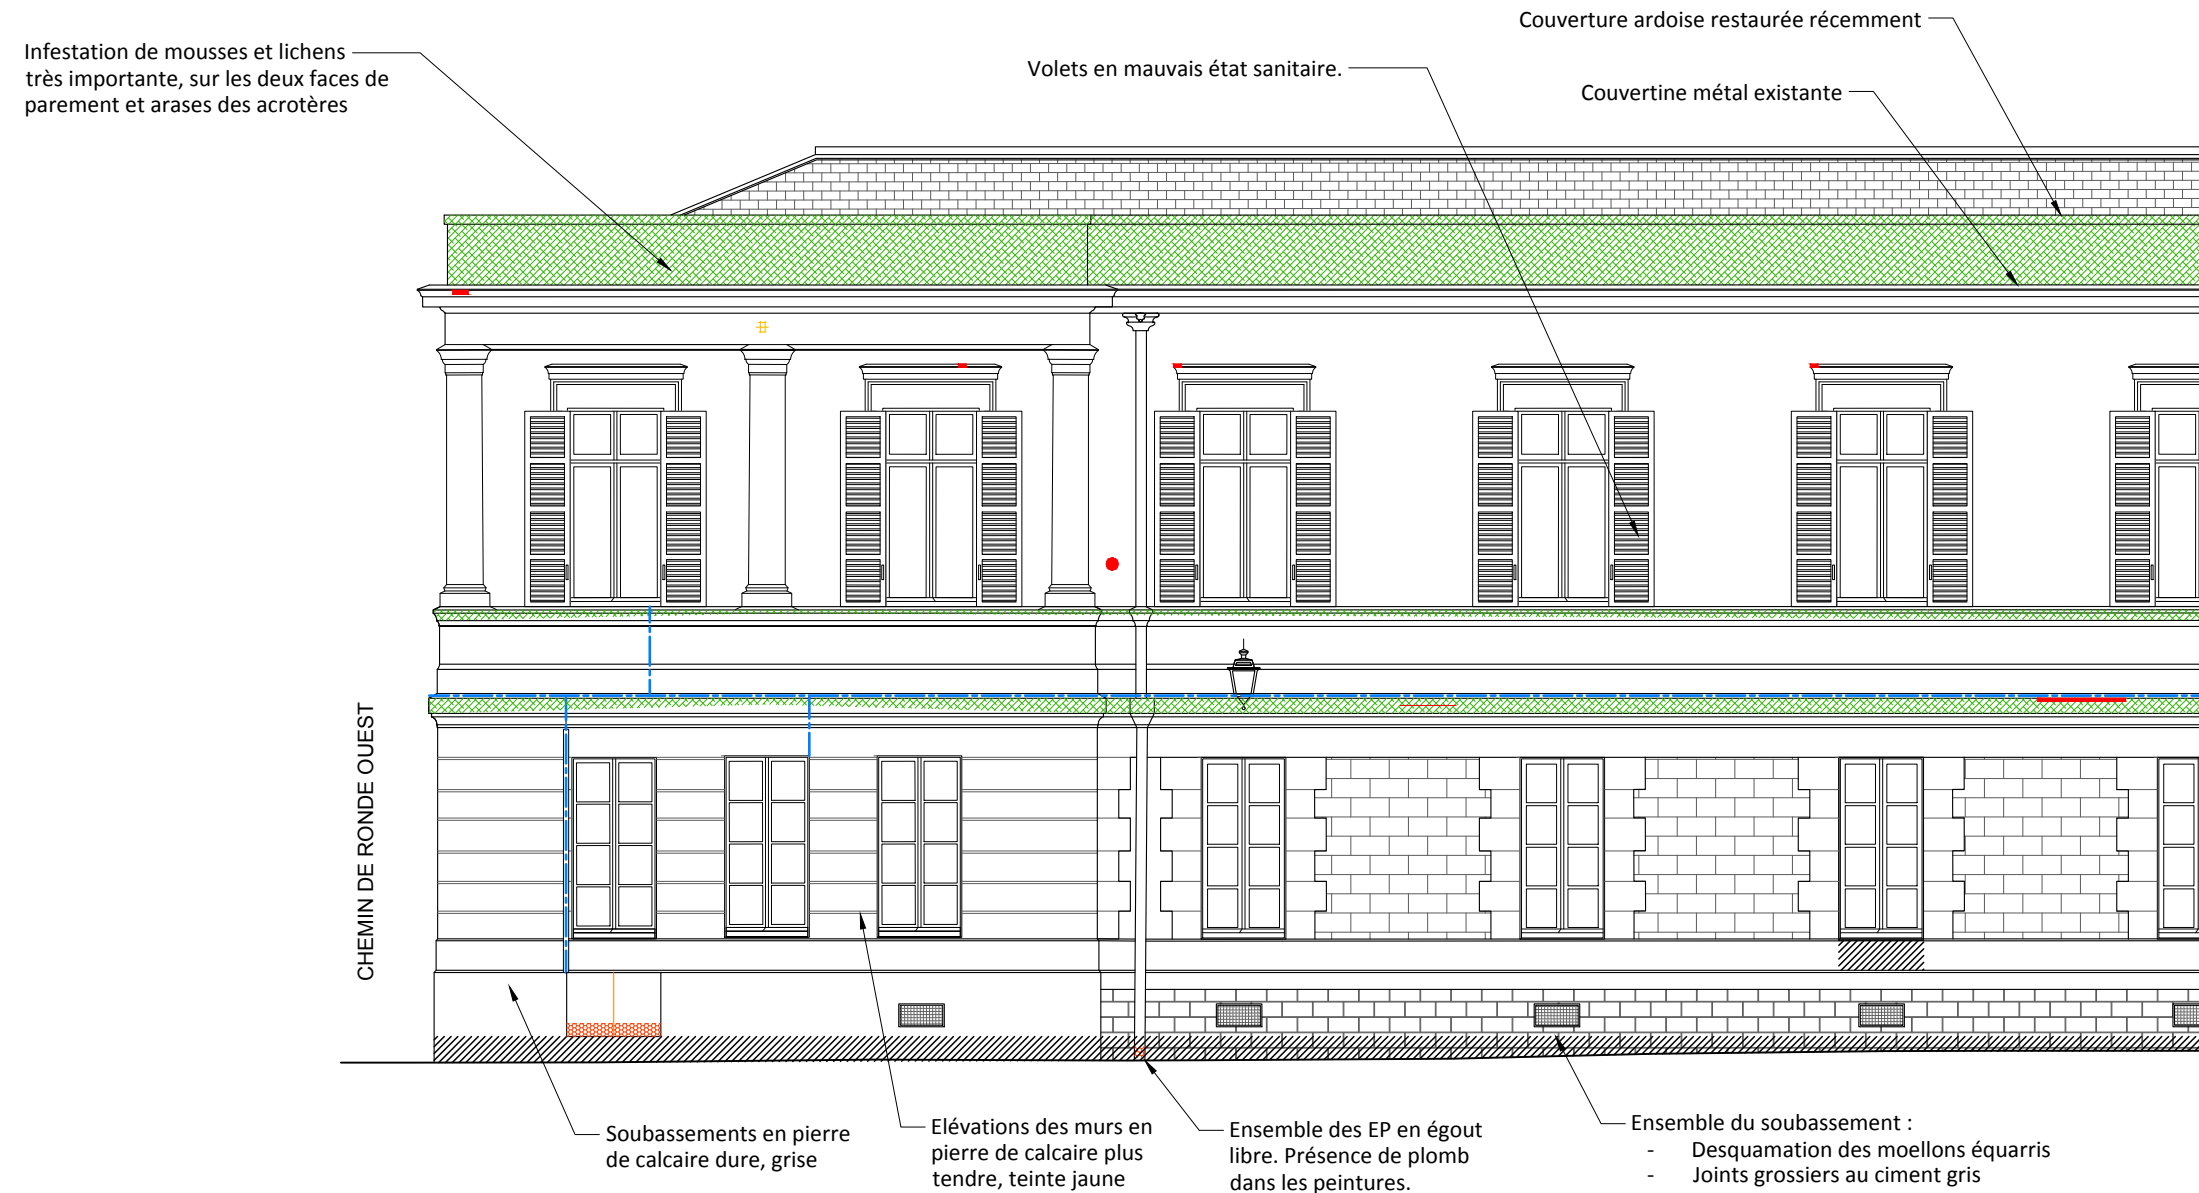 Couverture ardoise restaurée récemment
Infestation de mousses et lichens
très importante, sur les deux faces de
parement et arases des acrotères
Volets en mauvais état sanitaire.
Couvertine métal existante
CHEMIN DE RONDE OUEST
Soubassements en pierre
de calcaire dure, grise
Elévations des murs en
pierre de calcaire plus
tendre, teinte jaune
Ensemble des EP en égout
libre. Présence de plomb
dans les peintures.
Ensemble du soubassement :
- Desquamation des moellons équarris
- Joints grossiers au ciment gris